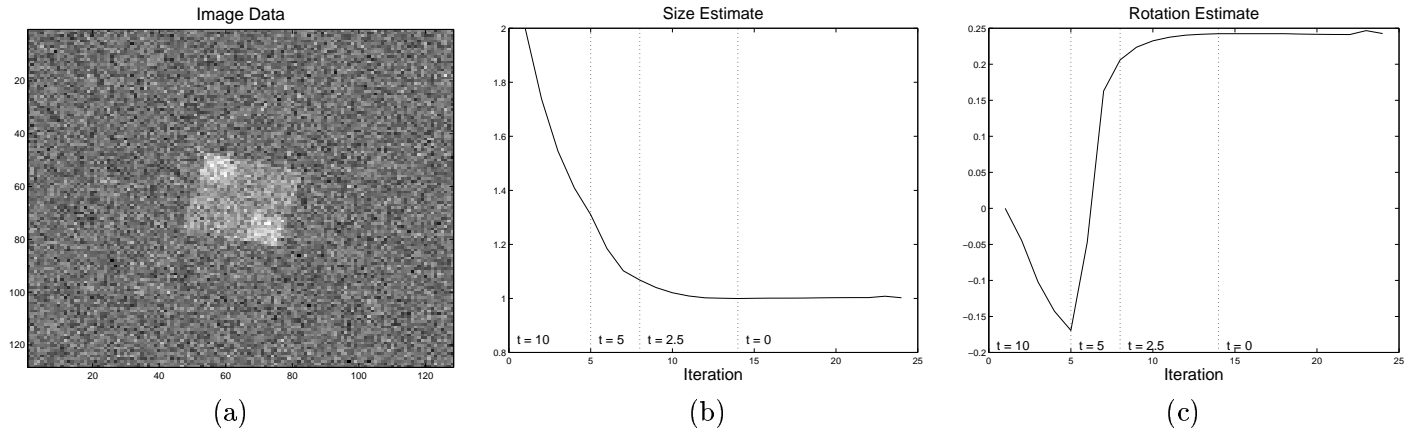 Image Data
20
40
60
80
100
120
20 40 60 80 100 120
(a)
Size Estimate
2
1.8
1.6
1.4
1.2
1
0.8
t = 10 t = 5 t = 2.5 t = 0
0 5 10 15 20 25
Iteration
(b)
Rotation Estimate
0.25
0.2
0.15
0.1
0.05
0
−0.05
−0.1
−0.15
−0.2
t = 10 t = 5 t = 2.5 t = 0
0 5 10 15 20 25
Iteration
(c)